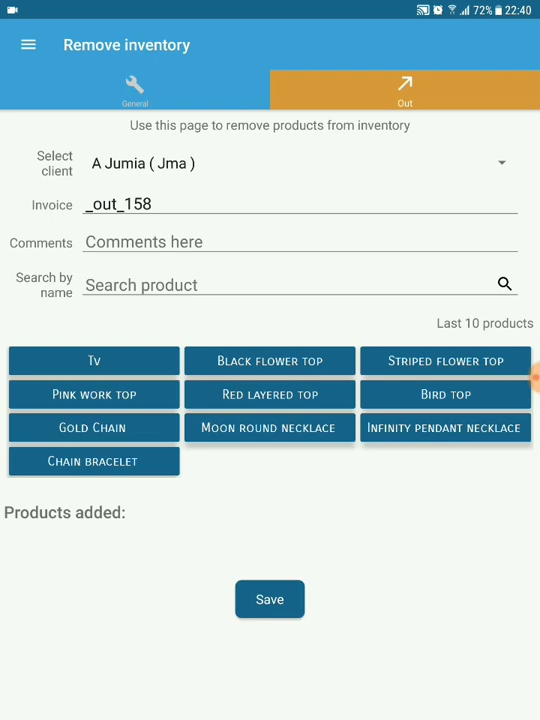 72% 22:40
Remove inventory
General
Out
Use this page to remove products from inventory
Select client
A Jumia ( Jma )
Invoice
_out_158
Comments
Comments here
Search by name
Search product
Last 10 products
Tv
Black flower top
Striped flower top
Pink work top
Red layered top
Bird top
Gold Chain
Moon round necklace
Infinity pendant necklace
Chain bracelet
Products added:
Save